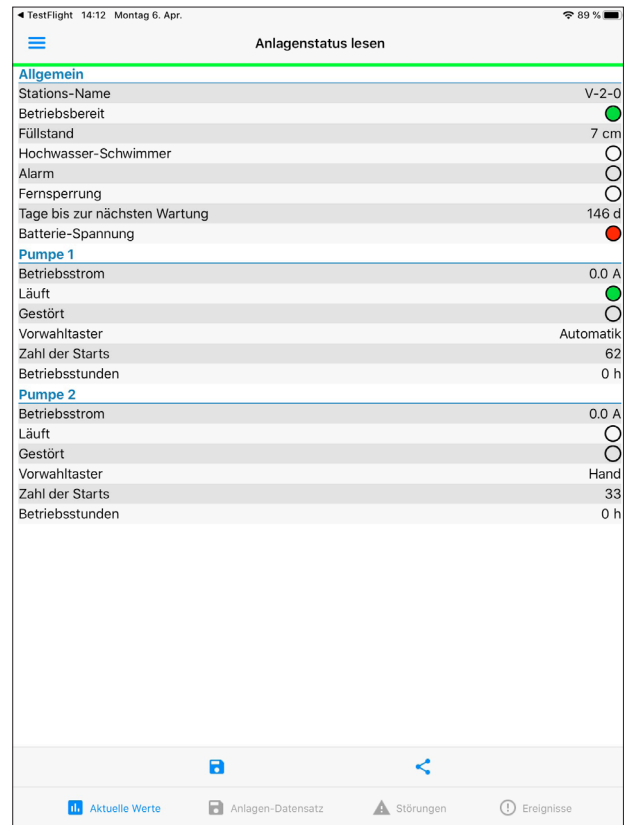 TestFlight 14:12 Montag 6. Apr. 89 %
Anlagenstatus lesen
Allgemein
Stations-Name V-2-0
Betriebsbereit
Füllstand 7 cm
Hochwasser-Schwimmer
Alarm
Fernsperrung
Tage bis zur nächsten Wartung 146 d
Batterie-Spannung
Pumpe 1
Betriebsstrom 0.0 A
Läuft
Gestört
Vorwahltaster Automatik
Zahl der Starts 62
Betriebsstunden 0 h
Pumpe 2
Betriebsstrom 0.0 A
Läuft
Gestört
Vorwahltaster Hand
Zahl der Starts 33
Betriebsstunden 0 h
Aktuelle Werte Anlagen-Datensatz Störungen Ereignisse